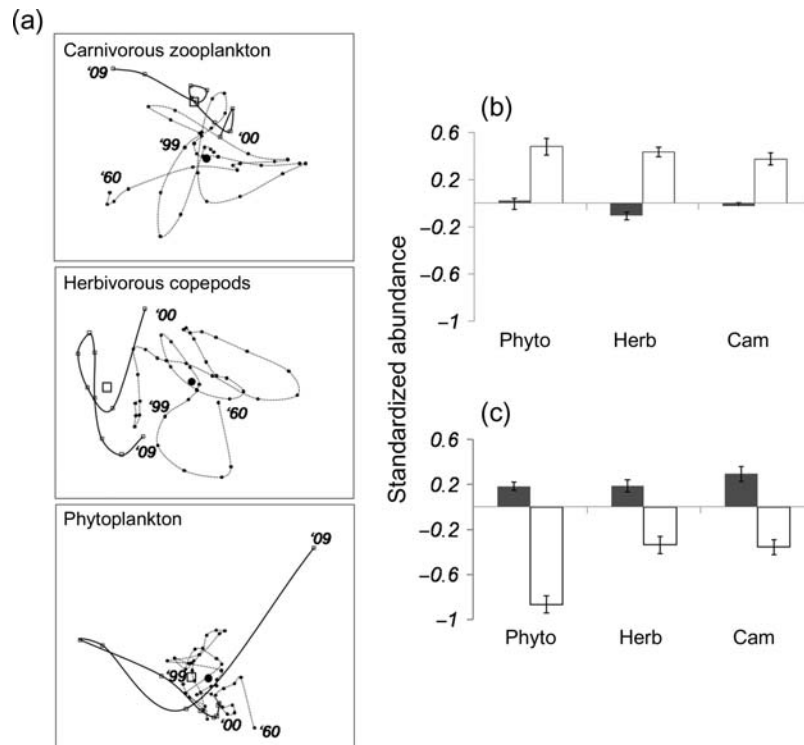 (a)
Carnivorous zooplankton
‘09
‘00
‘99
‘60
Herbivorous copepods
‘00
‘99
‘60
‘09
Phytoplankton
‘09
‘99
‘00
‘60
Standardized abundance
(b)
0.6
0.2
−0.2
−0.6
−1
Phyto Herb Cam
(c)
0.6
0.2
−0.2
−0.6
−1
Phyto Herb Cam